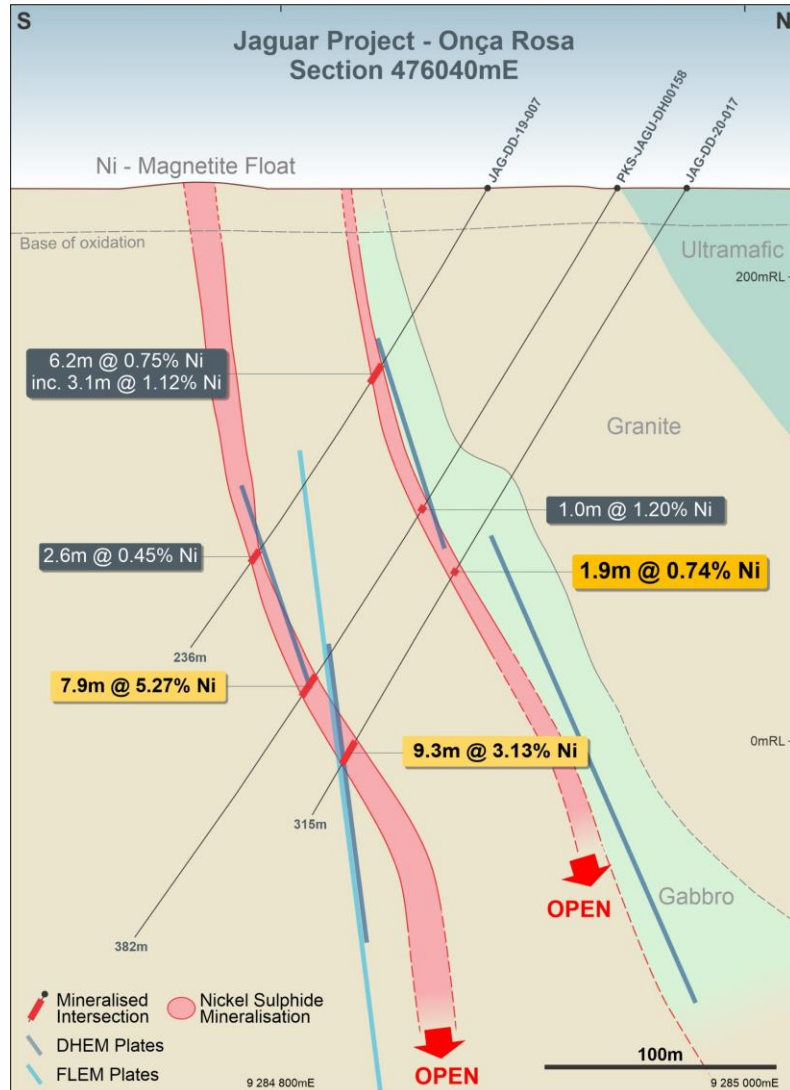 S
N
Jaguar Project - Onça Rosa
Section 476040mE
JAG-DD-19-007
PKS-JAGU-DH00158
JAG-DD-20-017
Ni - Magnetite Float
Base of oxidation
Ultramafic
200mRL
6.2m @ 0.75% Ni
inc. 3.1m @ 1.12% Ni
Granite
1.0m @ 1.20% Ni
2.6m @ 0.45% Ni
1.9m @ 0.74% Ni
236m
7.9m @ 5.27% Ni
9.3m @ 3.13% Ni
0mRL
315m
Gabbro
OPEN
382m
Mineralised
Intersection
Nickel Sulphide
Mineralisation
DHEM Plates
FLEM Plates
100m
OPEN
9 284 800mE
9 285 000mE